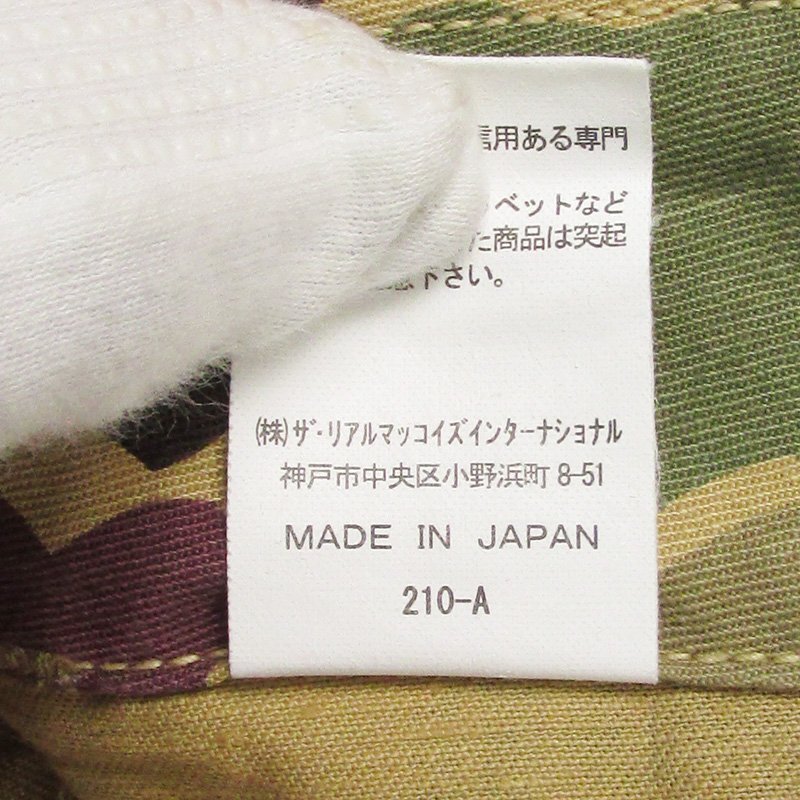 信用ある専門
ベットなど
た商品は突起
下さい。
(株)ザ・リアルマッコイズインターナショナル
神戸市中央区小野浜町 8-51
MADE IN JAPAN
210-A